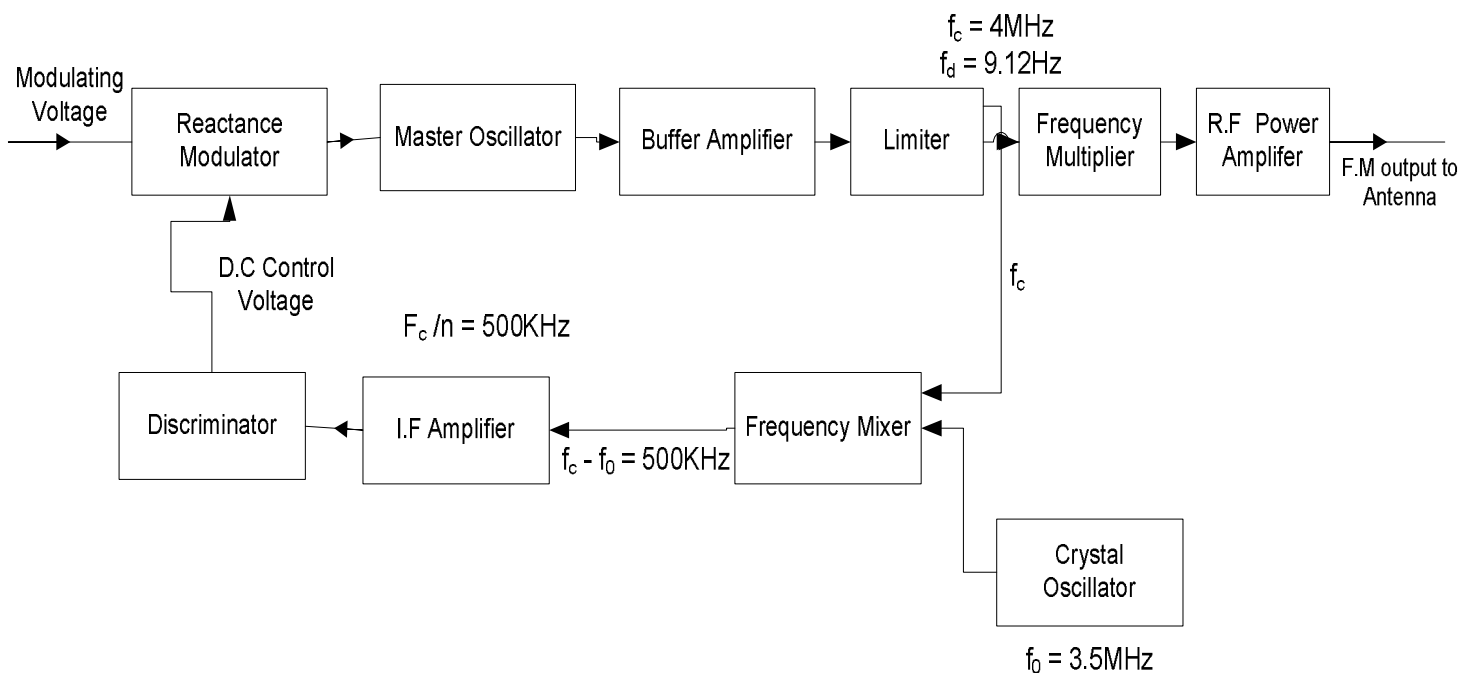 f_c = 4MHz
f_d = 9.12Hz
Modulating
Voltage
Reactance
Modulator
Master Oscillator
Buffer Amplifier
Limiter
Frequency
Multiplier
R.F Power
Amplifer
F.M output to
Antenna
D.C Control
Voltage
f_c
F_c /n = 500KHz
Discriminator
I.F Amplifier
f_c - f_0 = 500KHz
Frequency Mixer
Crystal
Oscillator
f_0 = 3.5MHz